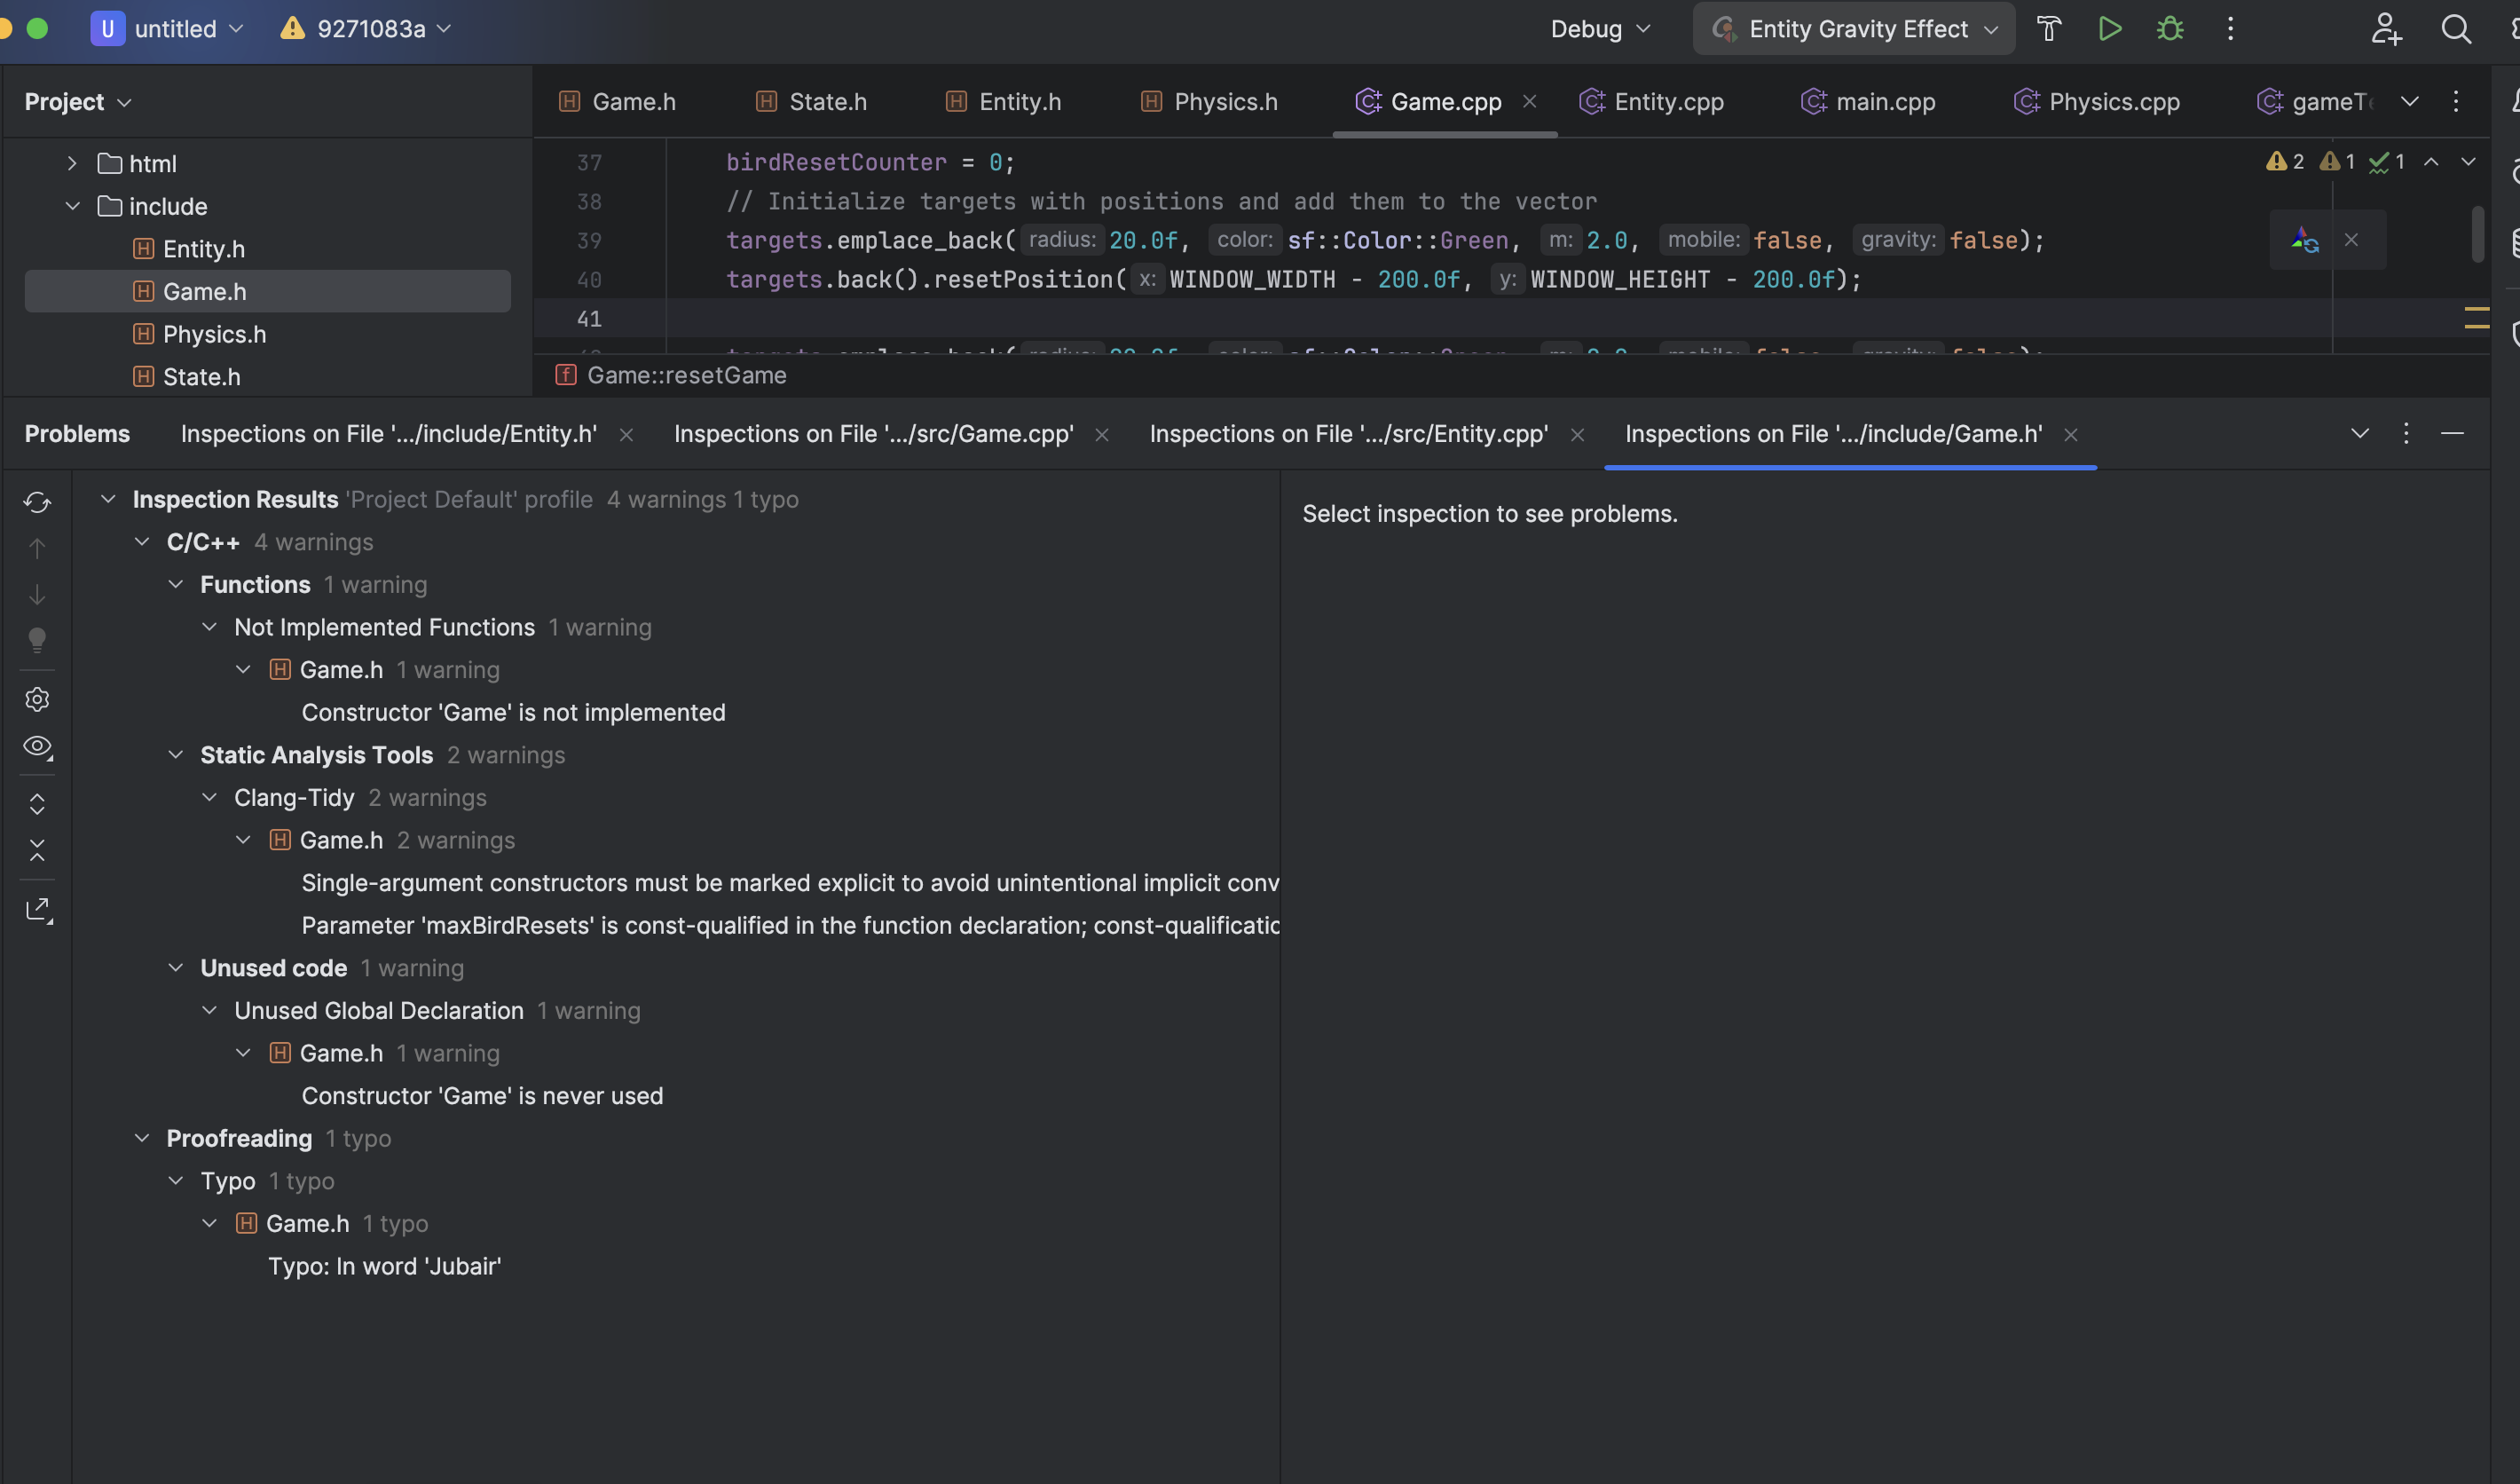 U untitled 9271083a Debug Entity Gravity Effect
Project
Game.h State.h Entity.h Physics.h Game.cpp Entity.cpp main.cpp Physics.cpp
html
include
Entity.h
Game.h
Physics.h
State.h
37 birdResetCounter = 0;
38 // Initialize targets with positions and add them to the vector
39 targets.emplace_back( radius: 20.0f, color: sf::Color::Green, m: 2.0, mobile: false, gravity: false);
40 targets.back().resetPosition( x: WINDOW_WIDTH - 200.0f, y: WINDOW_HEIGHT - 200.0f);
41
2 1 1
Game::resetGame
Problems Inspections on File '.../include/Entity.h' Inspections on File '.../src/Game.cpp' Inspections on File '.../src/Entity.cpp' Inspections on File '.../include/Game.h'
Inspection Results 'Project Default' profile 4 warnings 1 typo
C/C++ 4 warnings
Functions 1 warning
Not Implemented Functions 1 warning
H Game.h 1 warning
Constructor 'Game' is not implemented
Static Analysis Tools 2 warnings
Clang-Tidy 2 warnings
H Game.h 2 warnings
Single-argument constructors must be marked explicit to avoid unintentional implicit conv
Parameter 'maxBirdResets' is const-qualified in the function declaration; const-qualificatio
Unused code 1 warning
Unused Global Declaration 1 warning
H Game.h 1 warning
Constructor 'Game' is never used
Proofreading 1 typo
Typo 1 typo
H Game.h 1 typo
Typo: In word 'Jubair'
Select inspection to see problems.